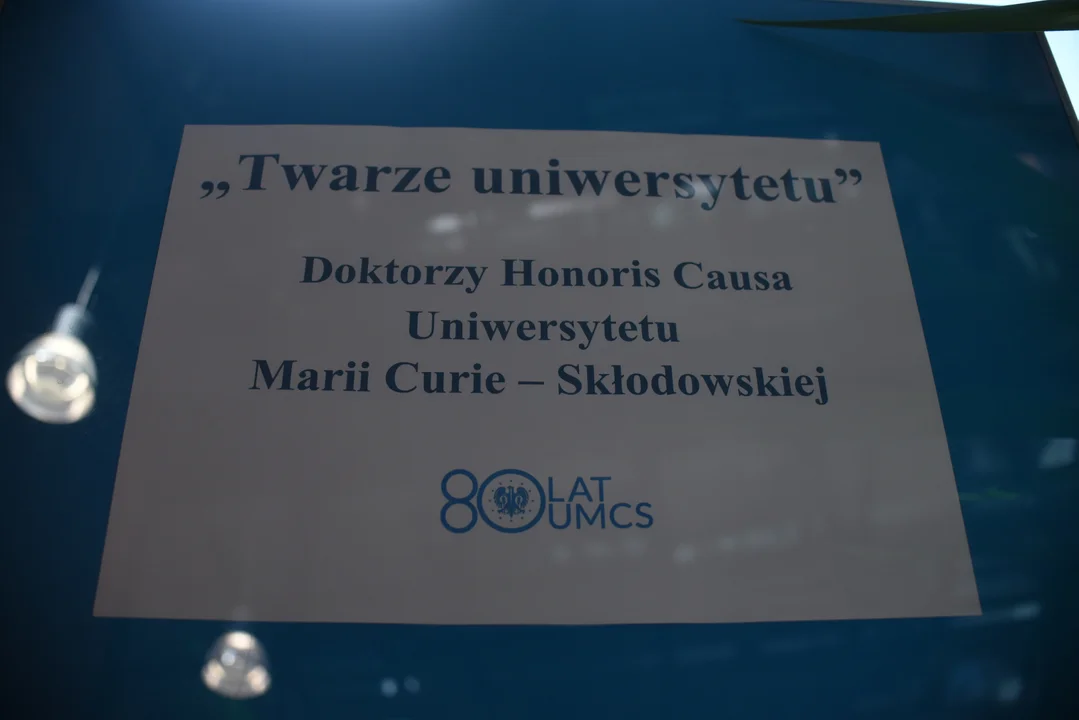 „Twarze uniwersytetu”
Doktorzy Honoris Causa
Uniwersytetu
Marii Curie – Skłodowskiej
80 LAT
UMCS